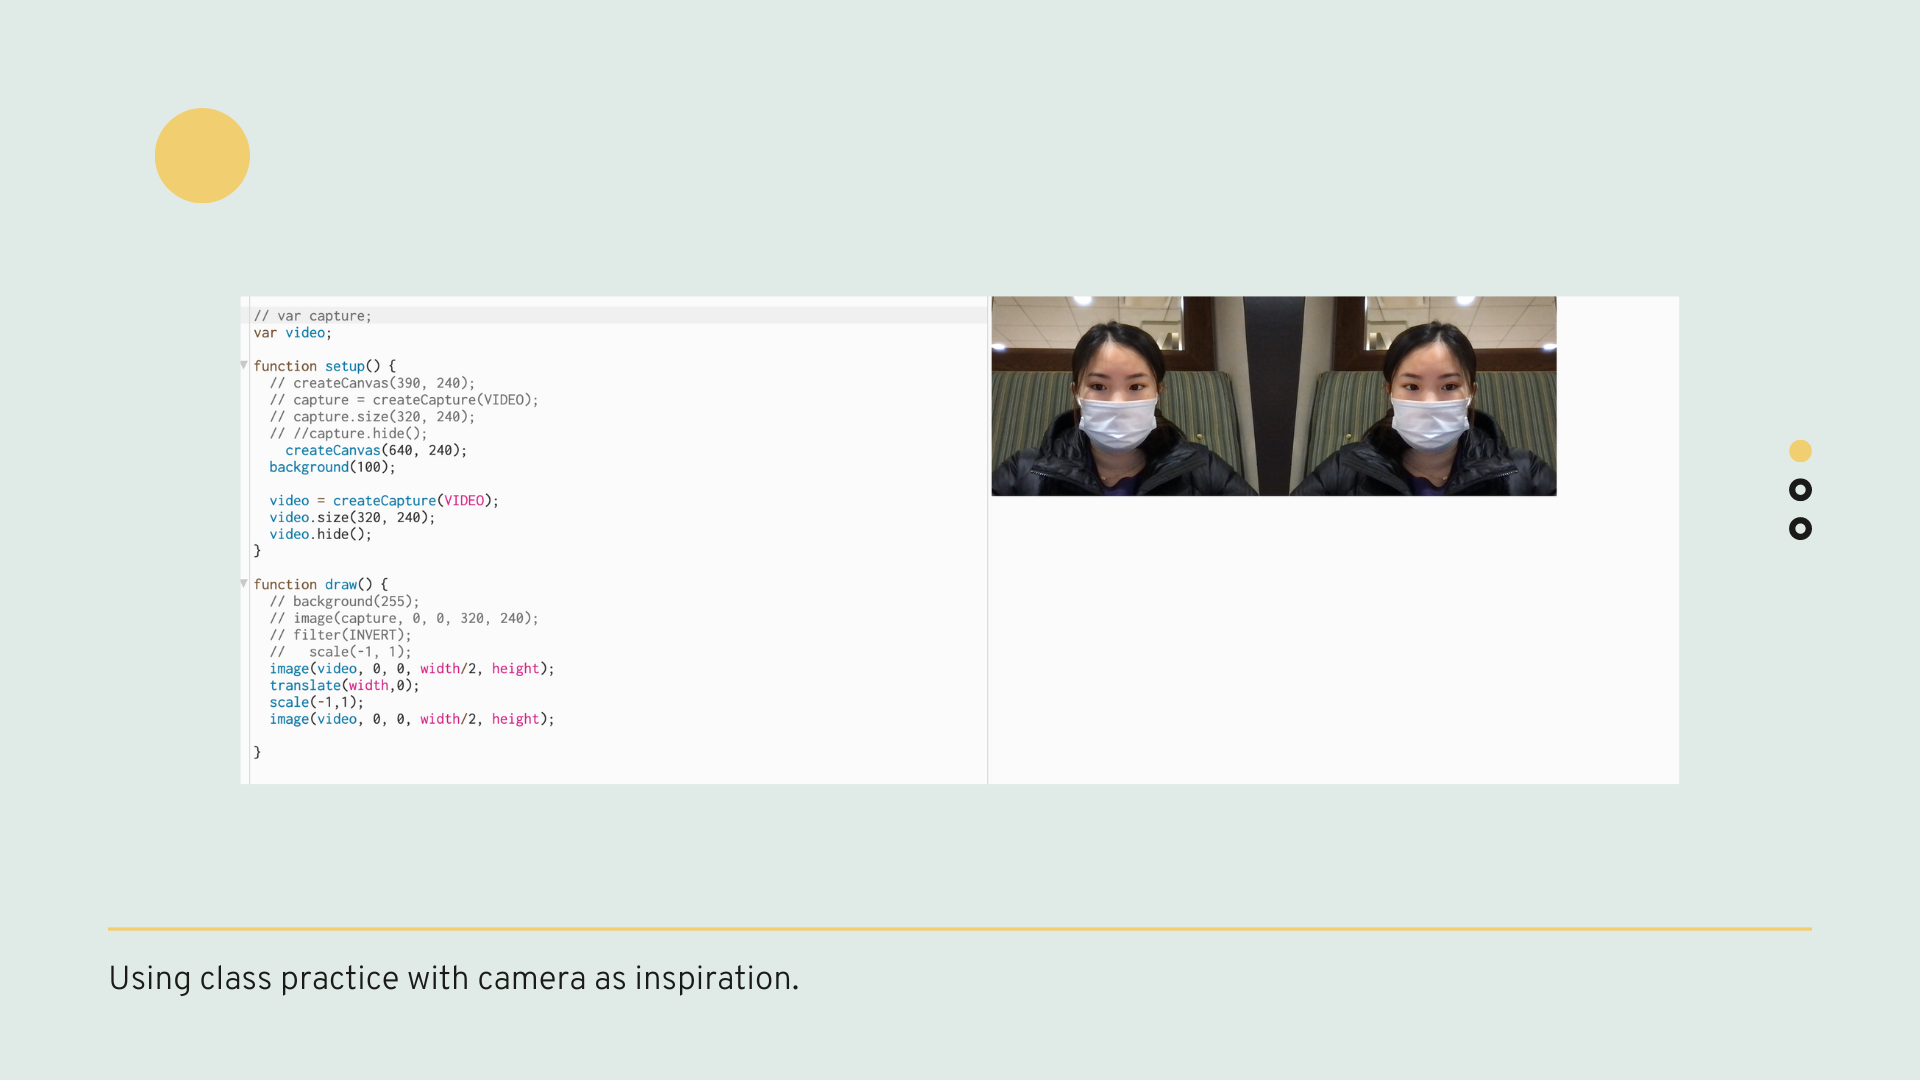 // var capture;
var video;
function setup() {
// createCanvas(390, 240);
// capture = createCapture(VIDEO);
// capture.size(320, 240);
// //capture.hide();
createCanvas(640, 240);
background(100);
video = createCapture(VIDEO);
video.size(320, 240);
video.hide();
}
function draw() {
// background(255);
// image(capture, 0, 0, 320, 240);
// filter(INVERT);
//   scale(-1, 1);
image(video, 0, 0, width/2, height);
translate(width,0);
scale(-1,1);
image(video, 0, 0, width/2, height);
}
Using class practice with camera as inspiration.